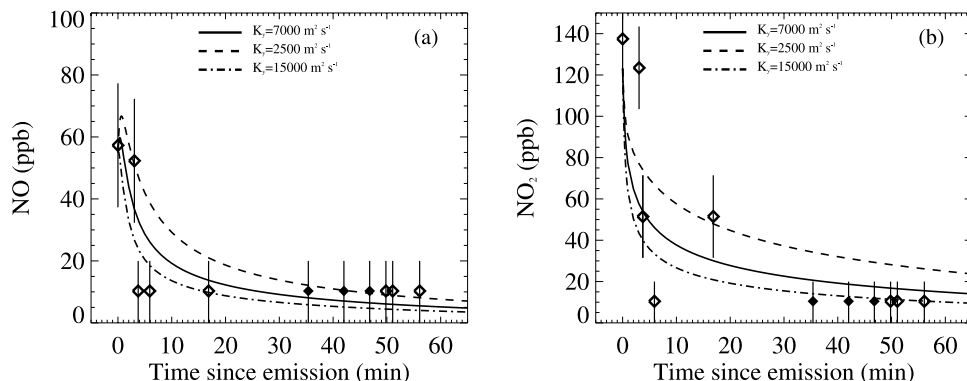 100
80
60
40
20
0
NO (ppb)
K_y=7000 m² s⁻¹
K_y=2500 m² s⁻¹
K_y=15000 m² s⁻¹
(a)
0 10 20 30 40 50 60
Time since emission (min)
150
140
120
100
80
60
40
20
0
NO₂ (ppb)
K_y=7000 m² s⁻¹
K_y=2500 m² s⁻¹
K_y=15000 m² s⁻¹
(b)
0 10 20 30 40 50 60
Time since emission (min)